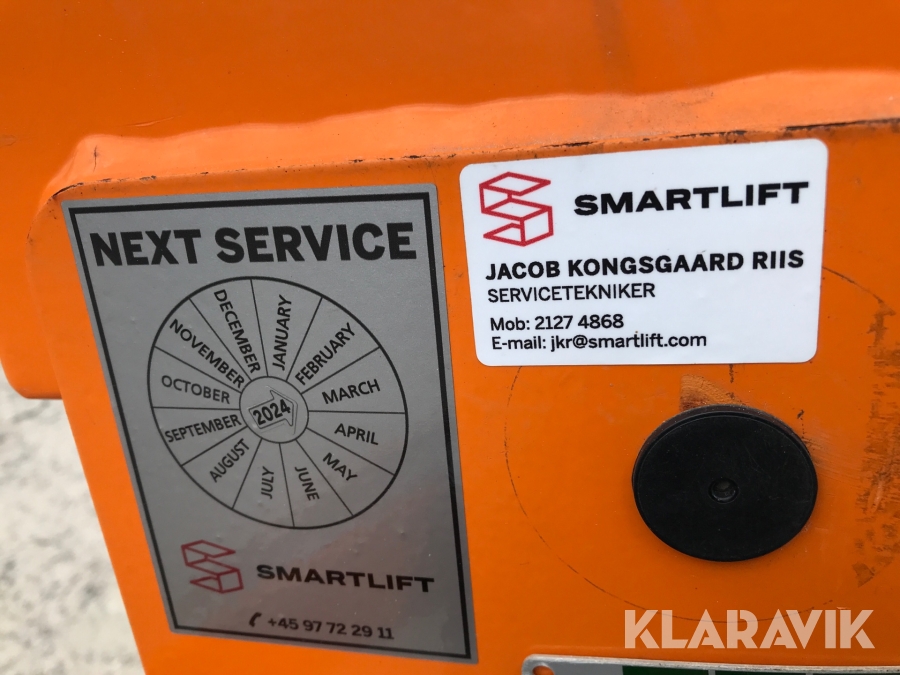 NEXT SERVICE
JANUARY
FEBRUARY
MARCH
APRIL
MAY
JUNE
JULY
AUGUST
SEPTEMBER
OCTOBER
NOVEMBER
DECEMBER
2024
SMARTLIFT
+45 97 72 29 11
SMARTLIFT
JACOB KONGSGAARD RIIS
SERVICETEKNIKER
Mob: 2127 4868
E-mail: jkr@smartlift.com
KLARAVIK